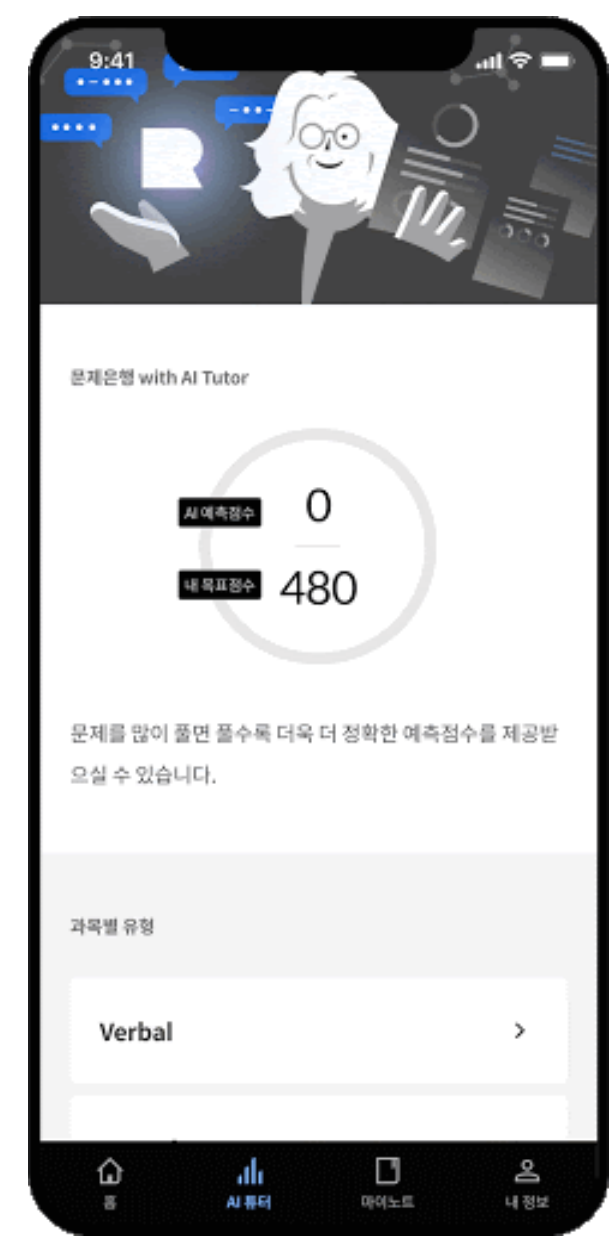 9:41
문제은행 with AI Tutor
AI 예측점수
0
내 목표점수
480
문제를 많이 풀면 풀수록 더욱 더 정확한 예측점수를 제공받
으실 수 있습니다.
과목별 유형
Verbal
홈
AI 튜터
마이노트
내 정보